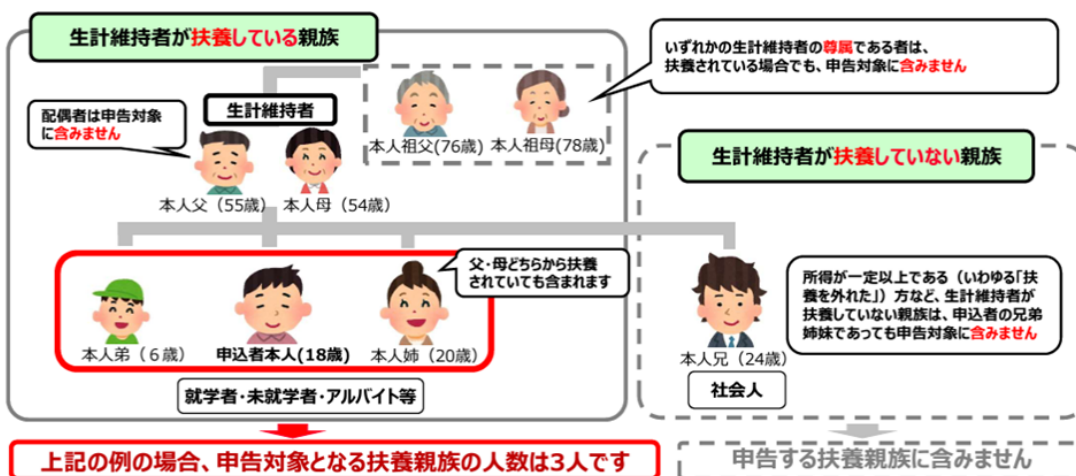 生計維持者が扶養している親族
いずれかの生計維持者の尊属である者は、
扶養されている場合でも、申告対象に含みません
配偶者は申告対象
に含みません
生計維持者
本人祖父(76歳)
本人祖母(78歳)
本人父（55歳）
本人母（54歳）
生計維持者が扶養していない親族
父・母どちらから扶養
されていても含まれます
所得が一定以上である（いわゆる「扶
養を外れた」）方など、生計維持者が
扶養していない親族は、申込者の兄弟
姉妹であっても申告対象に含みません
本人弟（６歳）
申込者本人(18歳)
本人姉（20歳）
本人兄（24歳）
就学者・未就学者・アルバイト等
社会人
上記の例の場合、申告対象となる扶養親族の人数は3人です
申告する扶養親族に含みません